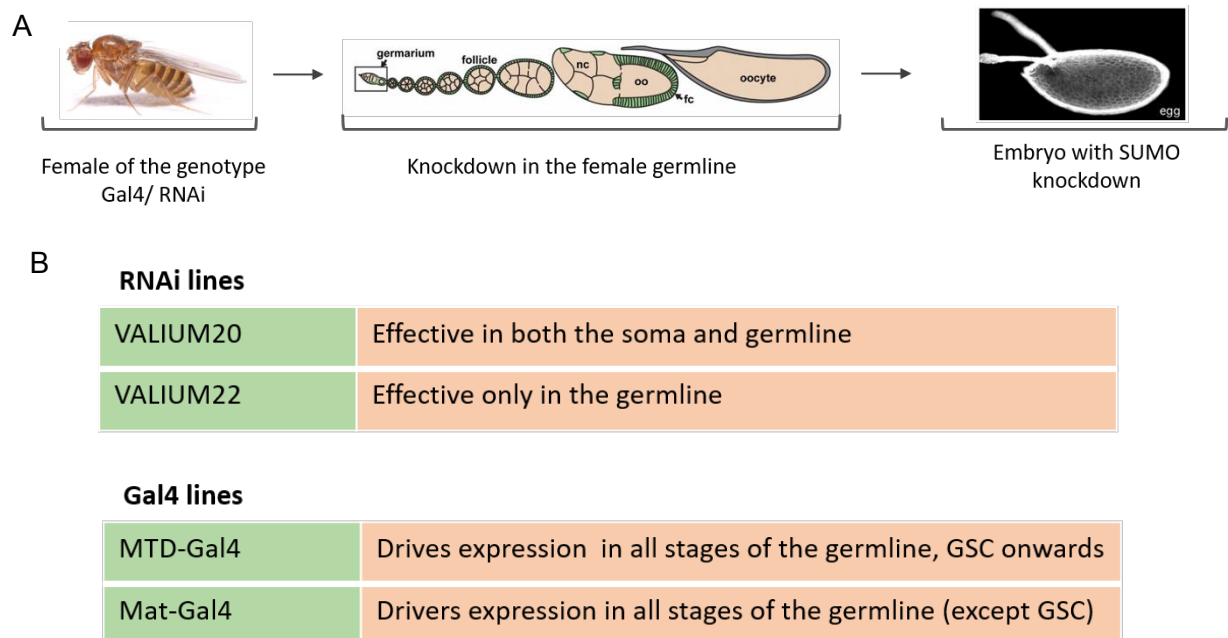 A
germarium
follicle
nc
oo
fc
oocyte
egg
Female of the genotype
Gal4/ RNAi
Knockdown in the female germline
Embryo with SUMO
knockdown
B
RNAi lines
VALIUM20 Effective in both the soma and germline
VALIUM22 Effective only in the germline
Gal4 lines
MTD-Gal4 Drives expression in all stages of the germline, GSC onwards
Mat-Gal4 Drivers expression in all stages of the germline (except GSC)